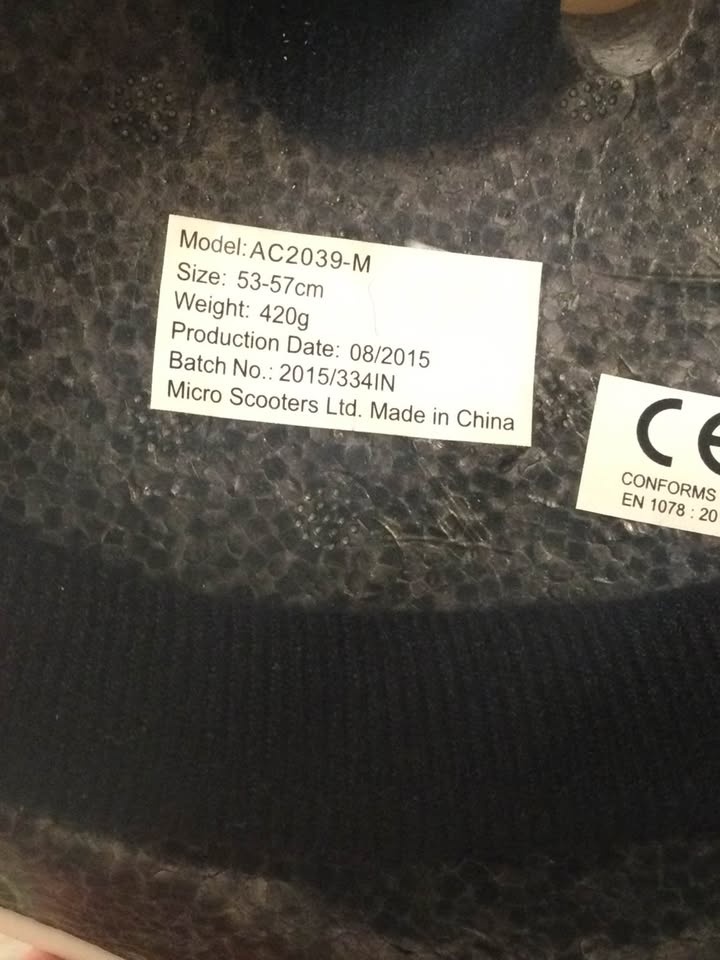 Model: AC2039-M
Size: 53-57cm
Weight: 420g
Production Date: 08/2015
Batch No.: 2015/334IN
Micro Scooters Ltd. Made in China
CE
CONFORMS
EN 1078 : 20